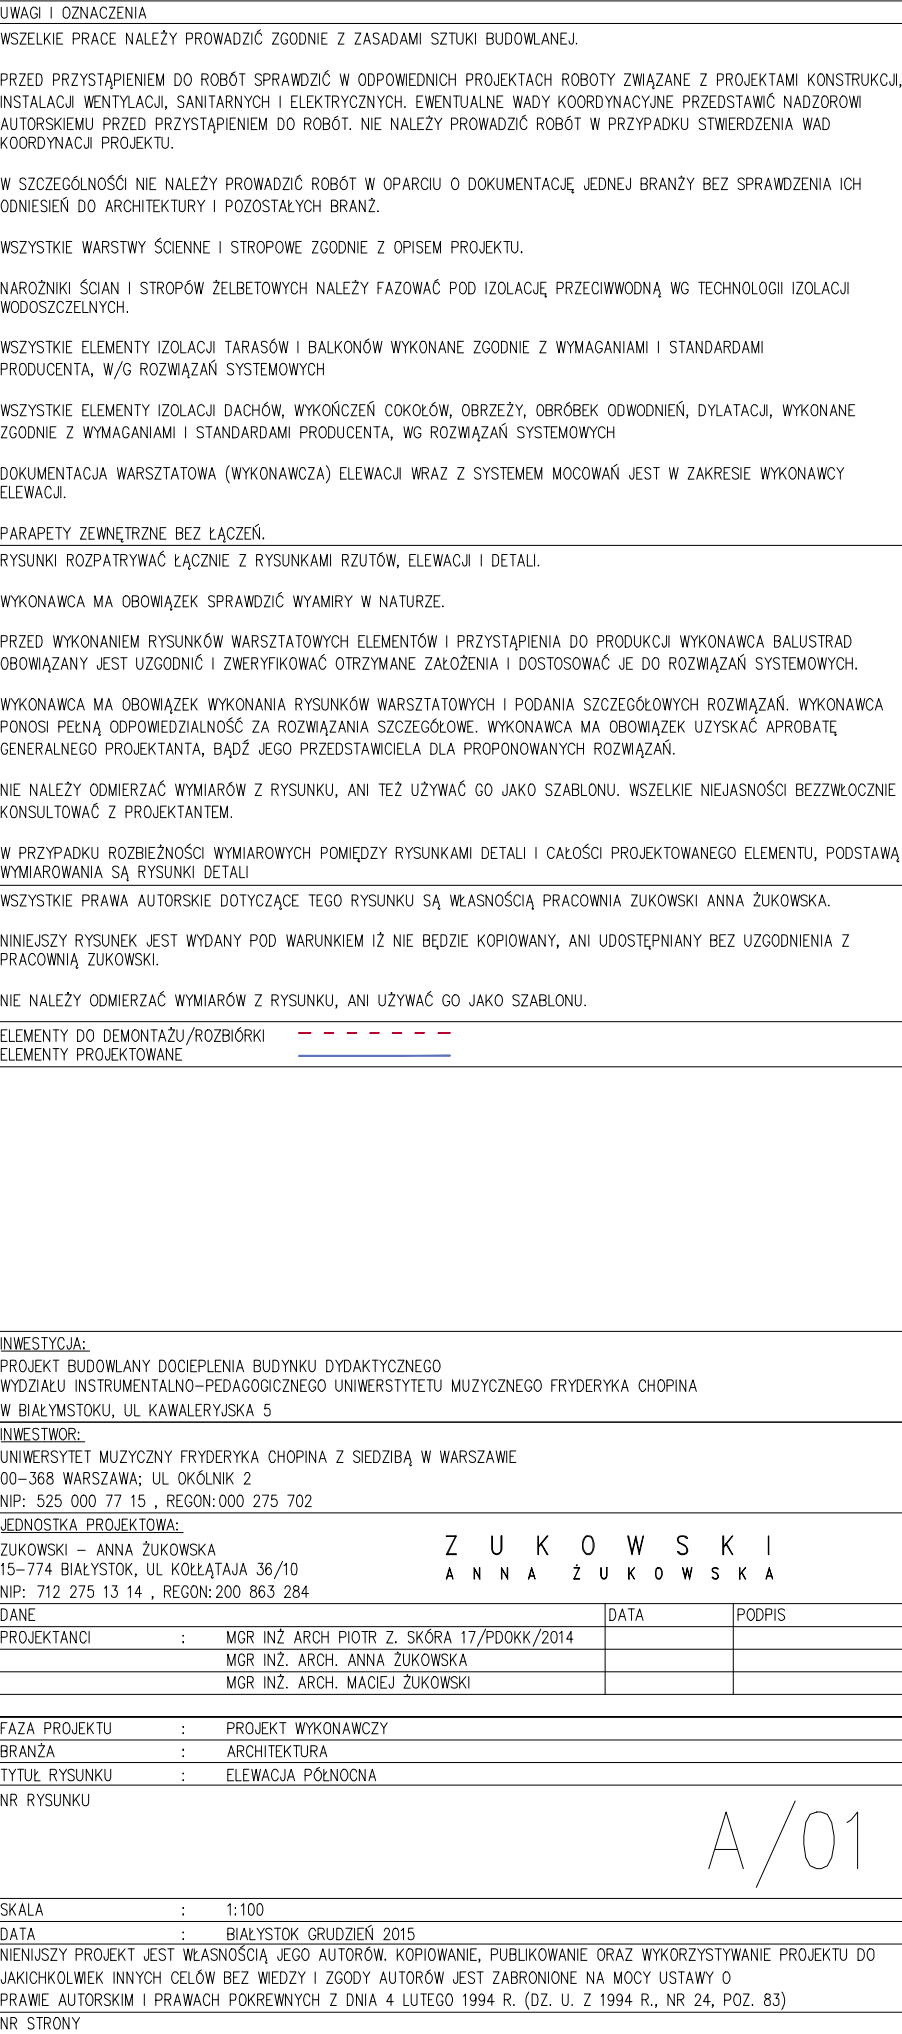 UWAGI I OZNACZENIA
WSZELKIE PRACE NALEŻY PROWADZIĆ ZGODNIE Z ZASADAMI SZTUKI BUDOWLANEJ.
PRZED PRZYSTĄPIENIEM DO ROBÓT SPRAWDZIĆ W ODPOWIEDNICH PROJEKTACH ROBOTY ZWIĄZANE Z PROJEKTAMI KONSTRUKCJI,
INSTALACJI WENTYLACJI, SANITARNYCH I ELEKTRYCZNYCH. EWENTUALNE WADY KOORDYNACYJNE PRZEDSTAWIĆ NADZOROWI
AUTORSKIEMU PRZED PRZYSTĄPIENIEM DO ROBÓT. NIE NALEŻY PROWADZIĆ ROBÓT W PRZYPADKU STWIERDZENIA WAD
KOORDYNACJI PROJEKTU.
W SZCZEGÓLNOŚĆI NIE NALEŻY PROWADZIĆ ROBÓT W OPARCIU O DOKUMENTACJĘ JEDNEJ BRANŻY BEZ SPRAWDZENIA ICH
ODNIESIEŃ DO ARCHITEKTURY I POZOSTAŁYCH BRANŻ.
WSZYSTKIE WARSTWY ŚCIENNE I STROPOWE ZGODNIE Z OPISEM PROJEKTU.
NAROŻNIKI ŚCIAN I STROPÓW ŻELBETOWYCH NALEŻY FAZOWAĆ POD IZOLACJĘ PRZECIWWODNĄ WG TECHNOLOGII IZOLACJI
WODOSZCZELNYCH.
WSZYSTKIE ELEMENTY IZOLACJI TARASÓW I BALKONÓW WYKONANE ZGODNIE Z WYMAGANIAMI I STANDARDAMI
PRODUCENTA, W/G ROZWIĄZAŃ SYSTEMOWYCH
WSZYSTKIE ELEMENTY IZOLACJI DACHÓW, WYKOŃCZEŃ COKOŁÓW, OBRZEŻY, OBRÓBEK ODWODNIEŃ, DYLATACJI, WYKONANE
ZGODNIE Z WYMAGANIAMI I STANDARDAMI PRODUCENTA, WG ROZWIĄZAŃ SYSTEMOWYCH
DOKUMENTACJA WARSZTATOWA (WYKONAWCZA) ELEWACJI WRAZ Z SYSTEMEM MOCOWAŃ JEST W ZAKRESIE WYKONAWCY
ELEWACJI.
PARAPETY ZEWNĘTRZNE BEZ ŁĄCZEŃ.
RYSUNKI ROZPATRYWAĆ ŁĄCZNIE Z RYSUNKAMI RZUTÓW, ELEWACJI I DETALI.
WYKONAWCA MA OBOWIĄZEK SPRAWDZIĆ WYAMIRY W NATURZE.
PRZED WYKONANIEM RYSUNKÓW WARSZTATOWYCH ELEMENTÓW I PRZYSTĄPIENIA DO PRODUKCJI WYKONAWCA BALUSTRAD
OBOWIĄZANY JEST UZGODNIĆ I ZWERYFIKOWAĆ OTRZYMANE ZAŁOŻENIA I DOSTOSOWAĆ JE DO ROZWIĄZAŃ SYSTEMOWYCH.
WYKONAWCA MA OBOWIĄZEK WYKONANIA RYSUNKÓW WARSZTATOWYCH I PODANIA SZCZEGÓŁOWYCH ROZWIĄZAŃ. WYKONAWCA
PONOSI PEŁNĄ ODPOWIEDZIALNOŚĆ ZA ROZWIĄZANIA SZCZEGÓŁOWE. WYKONAWCA MA OBOWIĄZEK UZYSKAĆ APROBATĘ
GENERALNEGO PROJEKTANTA, BĄDŹ JEGO PRZEDSTAWICIELA DLA PROPONOWANYCH ROZWIĄZAŃ.
NIE NALEŻY ODMIERZAĆ WYMIARÓW Z RYSUNKU, ANI TEŻ UŻYWAĆ GO JAKO SZABLONU. WSZELKIE NIEJASNOŚCI BEZZWŁOCZNIE
KONSULTOWAĆ Z PROJEKTANTEM.
W PRZYPADKU ROZBIEŻNOŚCI WYMIAROWYCH POMIĘDZY RYSUNKAMI DETALI I CAŁOŚCI PROJEKTOWANEGO ELEMENTU, PODSTAWĄ
WYMIAROWANIA SĄ RYSUNKI DETALI
WSZYSTKIE PRAWA AUTORSKIE DOTYCZĄCE TEGO RYSUNKU SĄ WŁASNOŚCIĄ PRACOWNIA ZUKOWSKI ANNA ŻUKOWSKA.
NINIEJSZY RYSUNEK JEST WYDANY POD WARUNKIEM IŻ NIE BĘDZIE KOPIOWANY, ANI UDOSTĘPNIANY BEZ UZGODNIENIA Z
PRACOWNIĄ ZUKOWSKI.
NIE NALEŻY ODMIERZAĆ WYMIARÓW Z RYSUNKU, ANI UŻYWAĆ GO JAKO SZABLONU.
ELEMENTY DO DEMONTAŻU/ROZBIÓRKI
ELEMENTY PROJEKTOWANE
INWESTYCJA:
PROJEKT BUDOWLANY DOCIEPLENIA BUDYNKU DYDAKTYCZNEGO
WYDZIAŁU INSTRUMENTALNO-PEDAGOGICZNEGO UNIWERSTYTETU MUZYCZNEGO FRYDERYKA CHOPINA
W BIAŁYMSTOKU, UL KAWALERYJSKA 5
INWESTWOR:
UNIWERSYTET MUZYCZNY FRYDERYKA CHOPINA Z SIEDZIBĄ W WARSZAWIE
00-368 WARSZAWA; UL OKÓLNIK 2
NIP: 525 000 77 15 , REGON:000 275 702
JEDNOSTKA PROJEKTOWA:
ZUKOWSKI - ANNA ŻUKOWSKA
15-774 BIAŁYSTOK, UL KOŁŁĄTAJA 36/10
NIP: 712 275 13 14 , REGON:200 863 284
ZUKOWSKI
ANNA ŻUKOWSKA
DANE DATA PODPIS
PROJEKTANCI : MGR INŻ ARCH PIOTR Z. SKÓRA 17/PDOKK/2014
MGR INŻ. ARCH. ANNA ŻUKOWSKA
MGR INŻ. ARCH. MACIEJ ŻUKOWSKI
FAZA PROJEKTU : PROJEKT WYKONAWCZY
BRANŻA : ARCHITEKTURA
TYTUŁ RYSUNKU : ELEWACJA PÓŁNOCNA
NR RYSUNKU
A/01
SKALA : 1:100
DATA : BIAŁYSTOK GRUDZIEŃ 2015
NIENIJSZY PROJEKT JEST WŁASNOŚCIĄ JEGO AUTORÓW. KOPIOWANIE, PUBLIKOWANIE ORAZ WYKORZYSTYWANIE PROJEKTU DO
JAKICHKOLWIEK INNYCH CELÓW BEZ WIEDZY I ZGODY AUTORÓW JEST ZABRONIONE NA MOCY USTAWY O
PRAWIE AUTORSKIM I PRAWACH POKREWNYCH Z DNIA 4 LUTEGO 1994 R. (DZ. U. Z 1994 R., NR 24, POZ. 83)
NR STRONY